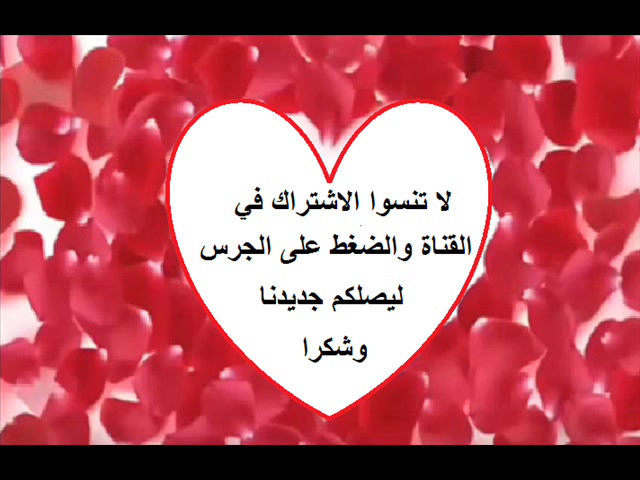 لا تنسوا الاشتراك في
القناة والضغط على الجرس
ليصلكم جديدنا
وشكرا